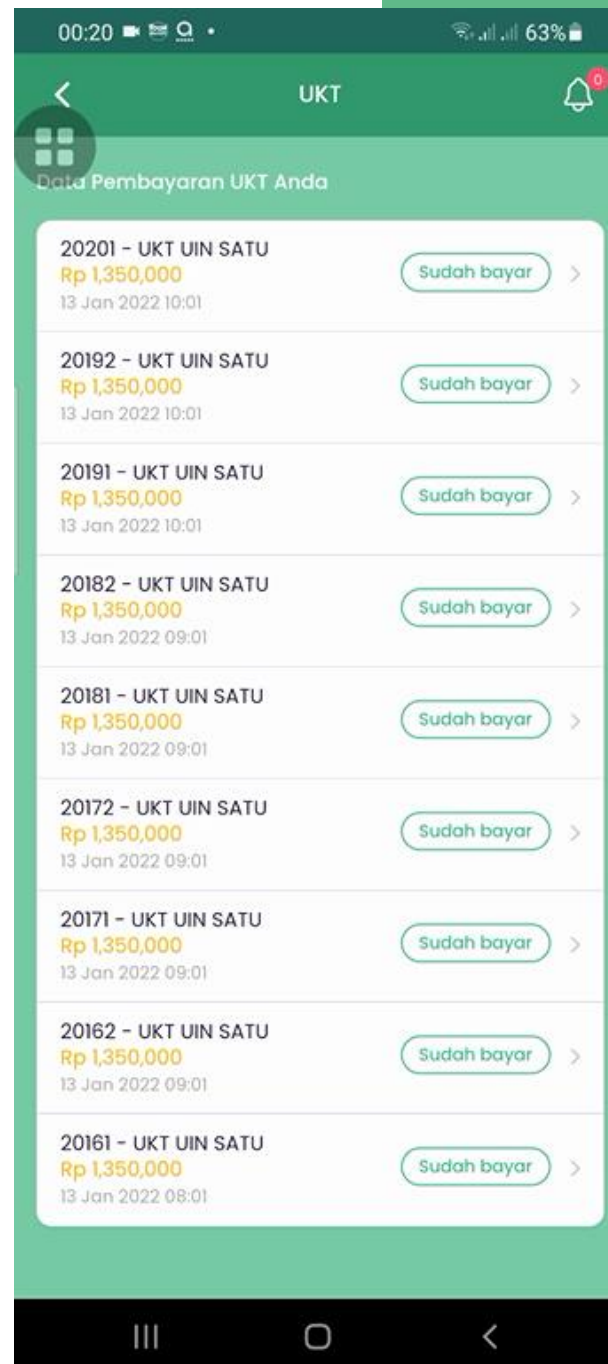 00:20
63%
UKT
0
Data Pembayaran UKT Anda
20201 - UKT UIN SATU
Rp 1,350,000
Sudah bayar
13 Jan 2022 10:01
20192 - UKT UIN SATU
Rp 1,350,000
Sudah bayar
13 Jan 2022 10:01
20191 - UKT UIN SATU
Rp 1,350,000
Sudah bayar
13 Jan 2022 10:01
20182 - UKT UIN SATU
Rp 1,350,000
Sudah bayar
13 Jan 2022 09:01
20181 - UKT UIN SATU
Rp 1,350,000
Sudah bayar
13 Jan 2022 09:01
20172 - UKT UIN SATU
Rp 1,350,000
Sudah bayar
13 Jan 2022 09:01
20171 - UKT UIN SATU
Rp 1,350,000
Sudah bayar
13 Jan 2022 09:01
20162 - UKT UIN SATU
Rp 1,350,000
Sudah bayar
13 Jan 2022 09:01
20161 - UKT UIN SATU
Rp 1,350,000
Sudah bayar
13 Jan 2022 08:01